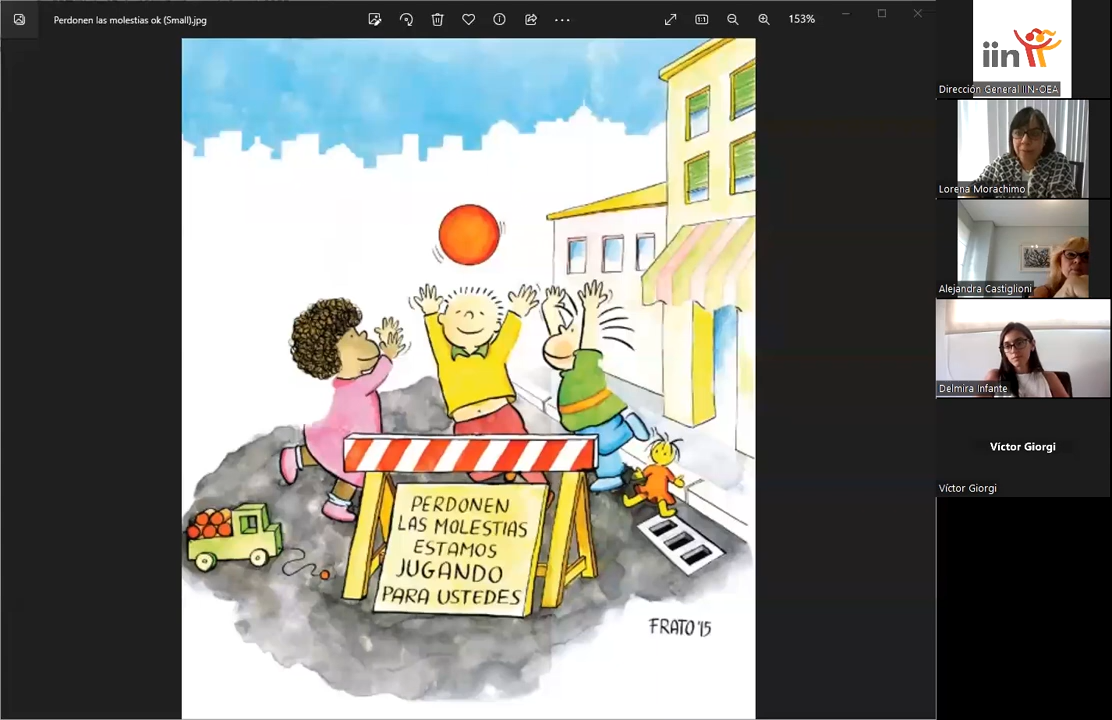 Perdonen las molestias ok (Small).jpg
153%
PERDONEN
LAS MOLESTIAS
ESTAMOS
JUGANDO
PARA USTEDES
FRATO '15
iin
Dirección General IIN-OEA
Lorena Morachimo
Alejandra Castiglioni
Delmira Infante
Víctor Giorgi
Víctor Giorgi